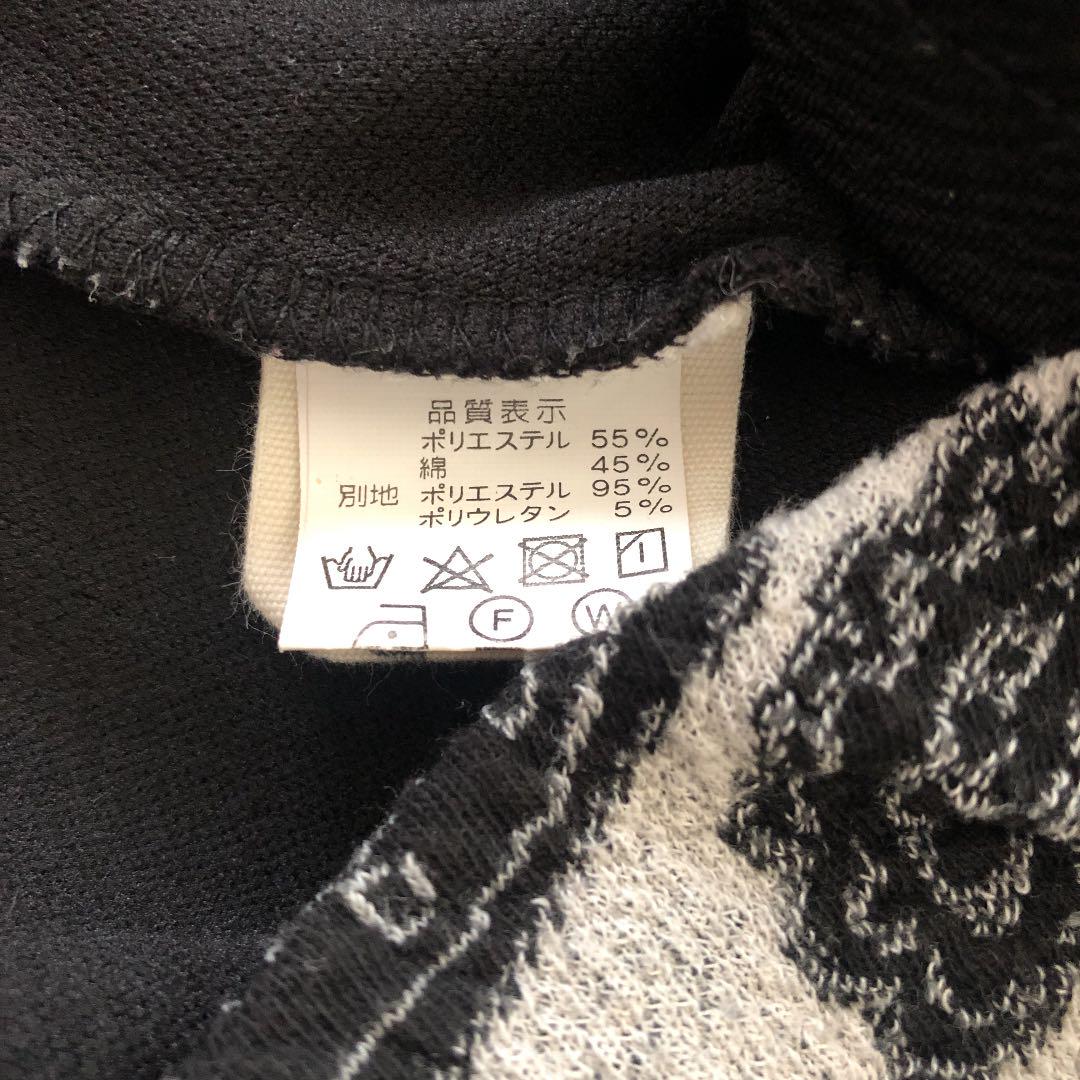 品質表示
ポリエステル 55%
綿 45%
別地 ポリエステル 95%
ポリウレタン 5%
F W